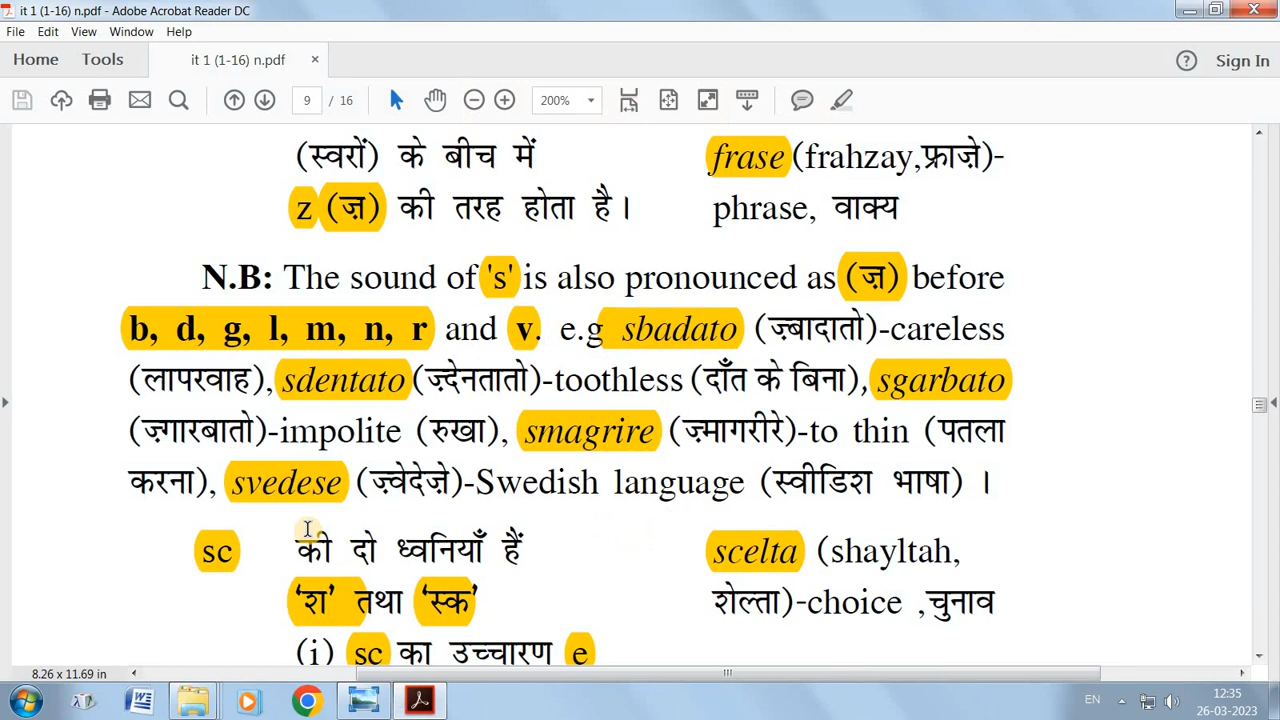 it 1 (1-16) n.pdf - Adobe Acrobat Reader DC
File Edit View Window Help
Home Tools it 1 (1-16) n.pdf × Sign In
9 / 16 200%
(स्वरों) के बीच में frase (frahzay,फ्राज़े)-
z (ज़) की तरह होता है। phrase, वाक्य
N.B: The sound of 's' is also pronounced as (ज़) before
b, d, g, l, m, n, r and v. e.g sbadato (ज़्बादातो)-careless
(लापरवाह), sdentato (ज़्देनतातो)-toothless (दाँत के बिना), sgarbato
(ज़्गारबातो)-impolite (रुखा), smagrire (ज़्मागरीरे)-to thin (पतला
करना), svedese (ज़्वेदेज़े)-Swedish language (स्वीडिश भाषा) ।
sc की दो ध्वनियाँ हैं scelta (shayltah,
‘श’ तथा ‘स्क’ शेल्ता)-choice ,चुनाव
(i) sc का उच्चारण e
8.26 x 11.69 in
EN 12:35
26-03-2023